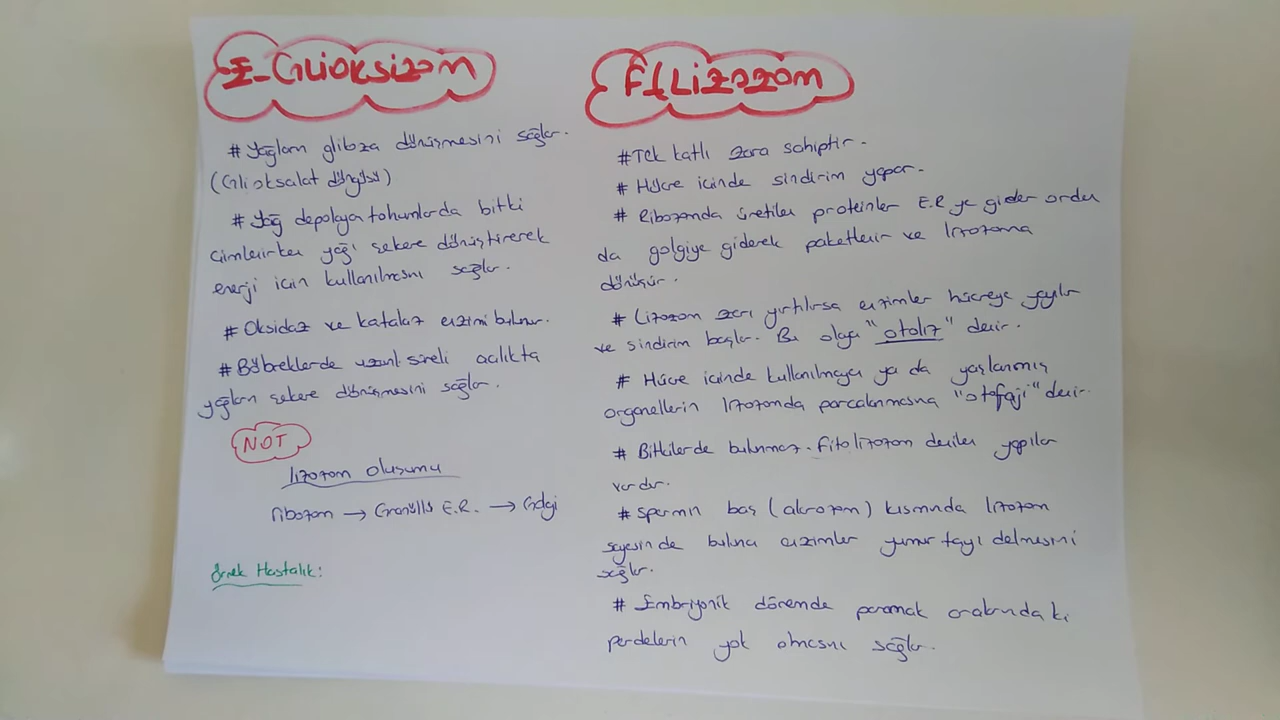 E- Glioksizom
# Yağların glikoza dönüşmesini sağlar.
(Glioksalat döngüsü)
# Yağ depolayan tohumlarda bitki
çimlenirken yağı şekere dönüştirerek
enerji için kullanılmasını sağlar.
# Oksidaz ve katalaz enzimi bulunur.
# Böbreklerde uzun süreli açlıkta
yağların şekere dönüşmesini sağlar.
NOT
lizozom oluşumu
ribozom → Granüllü E.R. → Golgi
Örnek Hastalık:
F) Lizozom
# Tek katlı zara sahiptir.
# Hücre içinde sindirim yapar.
# Ribozomda üretilen proteinler E.R ye gider ordan
da golgiye giderek paketlenir ve lizozoma
dönüşür.
# Lizozom zarı yırtılırsa enzimler hücreye yayılır
ve sindirim başlar. Bu olaya "otoliz" denir.
# Hücre içinde kullanılmayan ya da yaşlanmış
organellerin lizozomda parçalanmasına "otofaji" denir.
# Bitkilerde bulunmaz. Fitolizozom denilen yapılar
vardır.
# Spermin baş (akrozom) kısmında lizozom
sayesinde bulunan enzimler yumurtayı delmesini
sağlar.
# Embriyonik dönemde parmak aralarındaki
perdelerin yok olmasını sağlar.